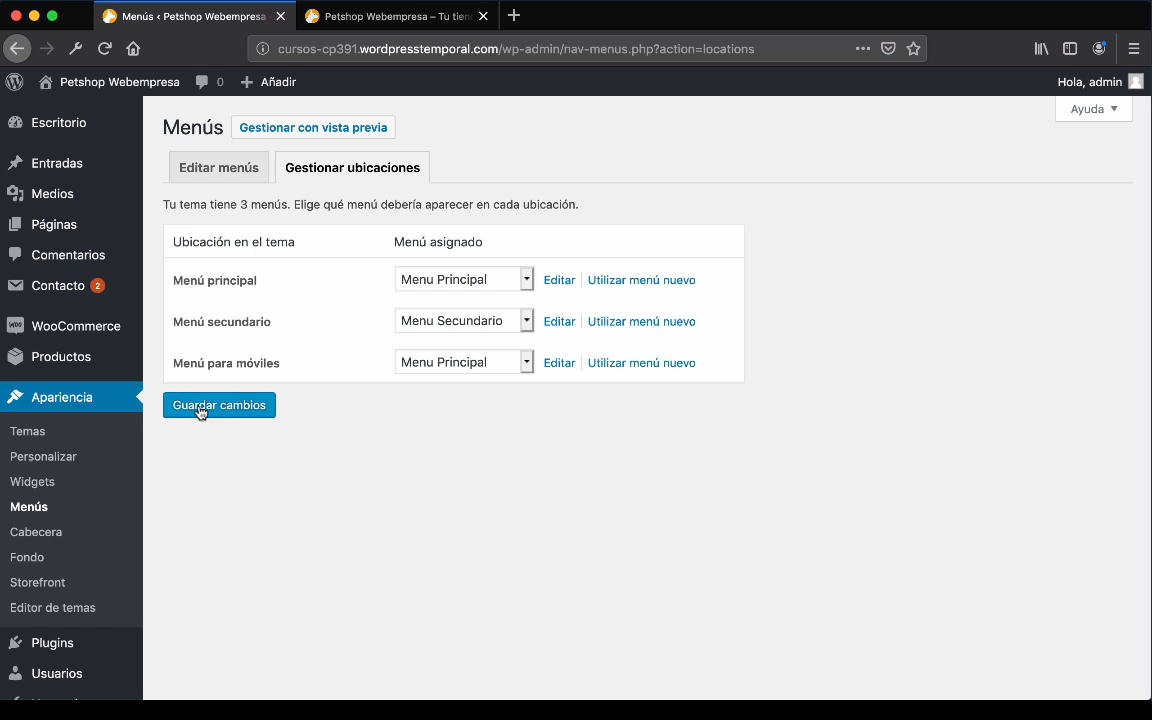 Menús ‹ Petshop Webempresa
Petshop Webempresa – Tu tien
cursos-cp391.wordpresstemporal.com/wp-admin/nav-menus.php?action=locations
Petshop Webempresa 0 Añadir
Hola, admin
Ayuda
Escritorio
Entradas
Medios
Páginas
Comentarios
Contacto 2
WooCommerce
Productos
Apariencia
Temas
Personalizar
Widgets
Menús
Cabecera
Fondo
Storefront
Editor de temas
Plugins
Usuarios
Menús Gestionar con vista previa
Editar menús Gestionar ubicaciones
Tu tema tiene 3 menús. Elige qué menú debería aparecer en cada ubicación.
Ubicación en el tema Menú asignado
Menú principal Menu Principal Editar Utilizar menú nuevo
Menú secundario Menu Secundario Editar Utilizar menú nuevo
Menú para móviles Menu Principal Editar Utilizar menú nuevo
Guardar cambios